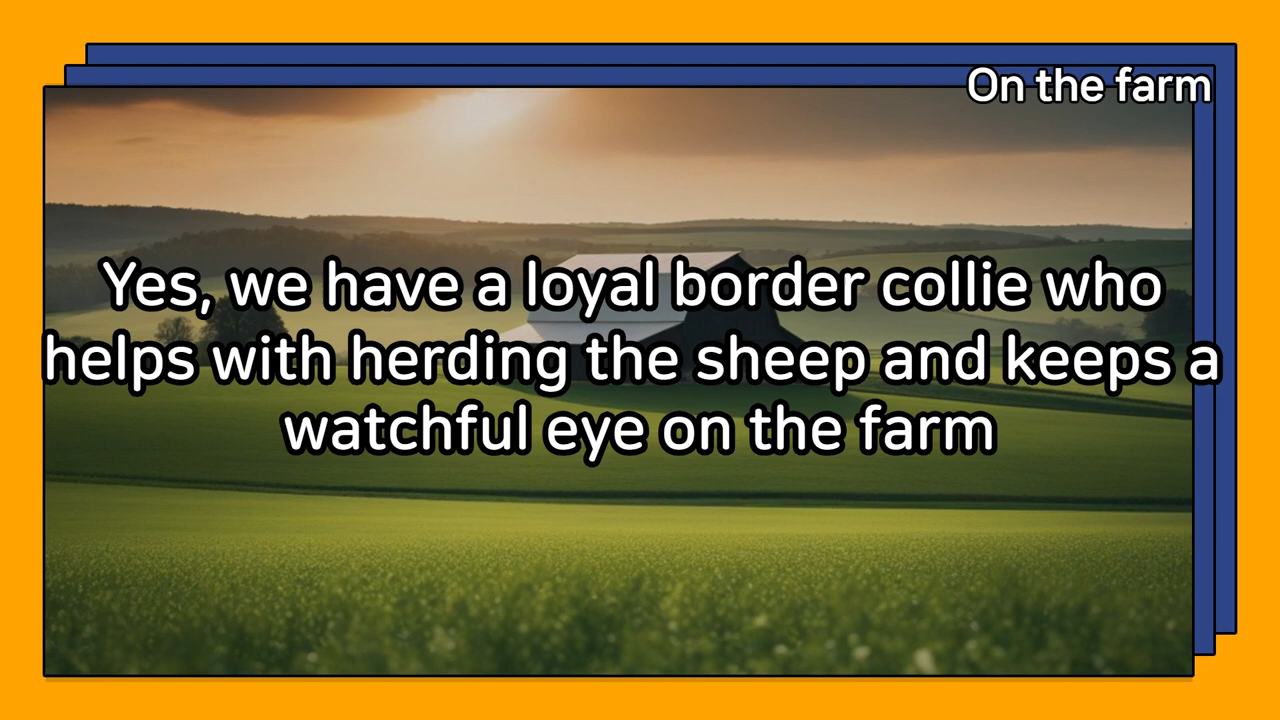 On the farm
Yes, we have a loyal border collie who
helps with herding the sheep and keeps a
watchful eye on the farm